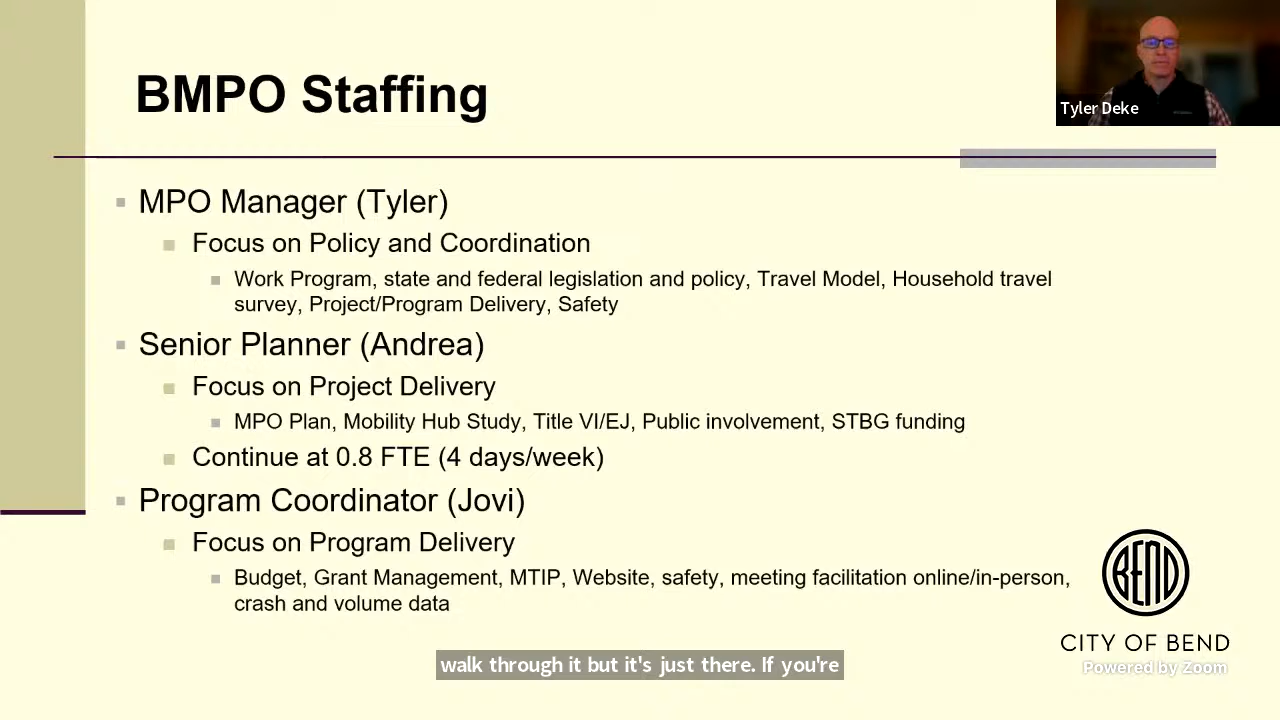 BMPO Staffing
Tyler Deke
MPO Manager (Tyler)
Focus on Policy and Coordination
Work Program, state and federal legislation and policy, Travel Model, Household travel
survey, Project/Program Delivery, Safety
Senior Planner (Andrea)
Focus on Project Delivery
MPO Plan, Mobility Hub Study, Title VI/EJ, Public involvement, STBG funding
Continue at 0.8 FTE (4 days/week)
Program Coordinator (Jovi)
Focus on Program Delivery
Budget, Grant Management, MTIP, Website, safety, meeting facilitation online/in-person,
crash and volume data
BEND
CITY OF BEND
walk through it but it's just there. If you're
Powered by Zoom